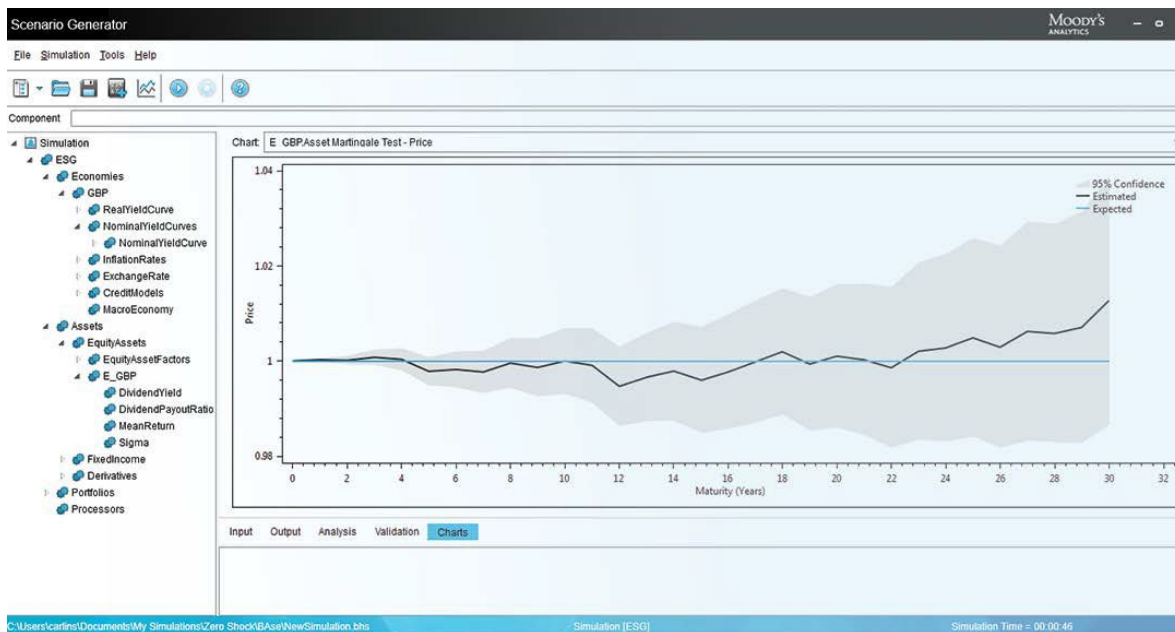 Scenario Generator
MOODY'S
ANALYTICS
File Simulation Tools Help
Component
Simulation
ESG
Economies
GBP
RealYieldCurve
NominalYieldCurves
NominalYieldCurve
InflationRates
ExchangeRate
CreditModels
MacroEconomy
Assets
EquityAssets
EquityAssetFactors
E_GBP
DividendYield
DividendPayoutRatio
MeanReturn
Sigma
FixedIncome
Derivatives
Portfolios
Processors
Chart: E_GBP.Asset Martingale Test - Price
1.04
1.02
1
0.98
Price
95% Confidence
Estimated
Expected
0 2 4 6 8 10 12 14 16 18 20 22 24 26 28 30 32
Maturity (Years)
Input Output Analysis Validation Charts
C:\Users\carlins\Documents\My Simulations\Zero Shock\BAse\NewSimulation.bhs Simulation [ESG] Simulation Time = 00:00:46